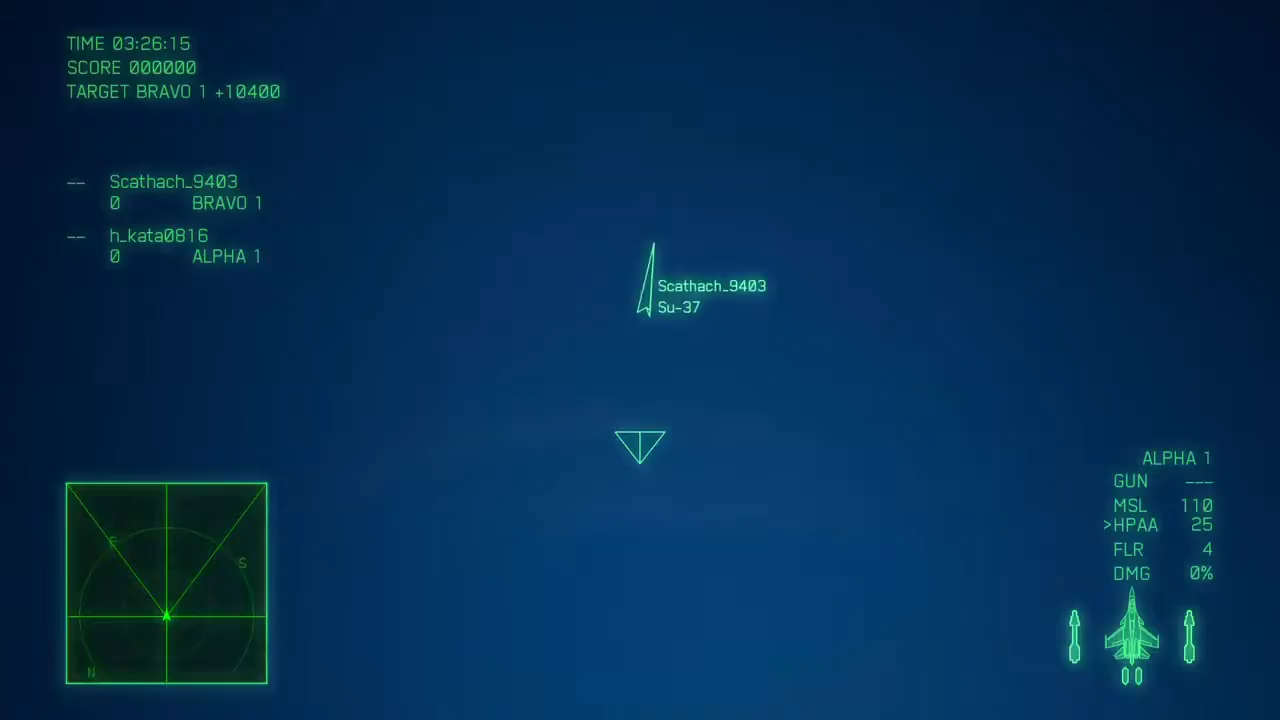 TIME 03:26:15
SCORE 000000
TARGET BRAVO 1 +10400
-- Scathach_9403
0 BRAVO 1
-- h_kata0816
0 ALPHA 1
Scathach_9403
Su-37
E
S
N
ALPHA 1
GUN ---
MSL 110
>HPAA 25
FLR 4
DMG 0%